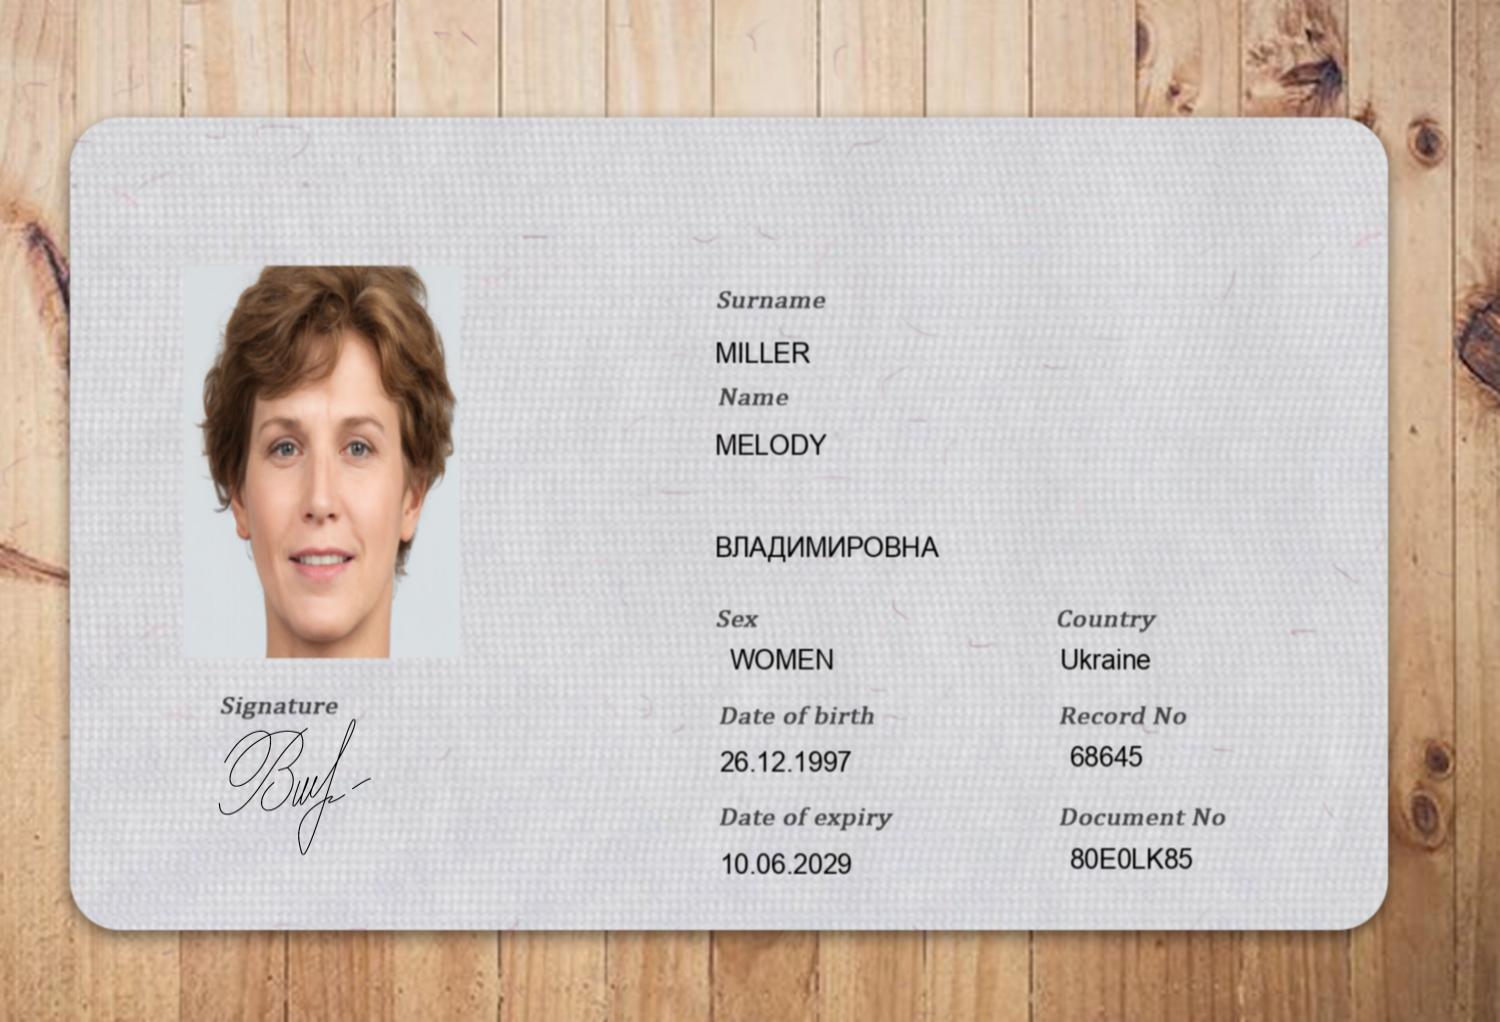 Surname
MILLER
Name
MELODY
ВЛАДИМИРОВНА
Sex
Country
WOMEN
Ukraine
Date of birth
Record No
26.12.1997
68645
Date of expiry
Document No
10.06.2029
80E0LK85
Signature